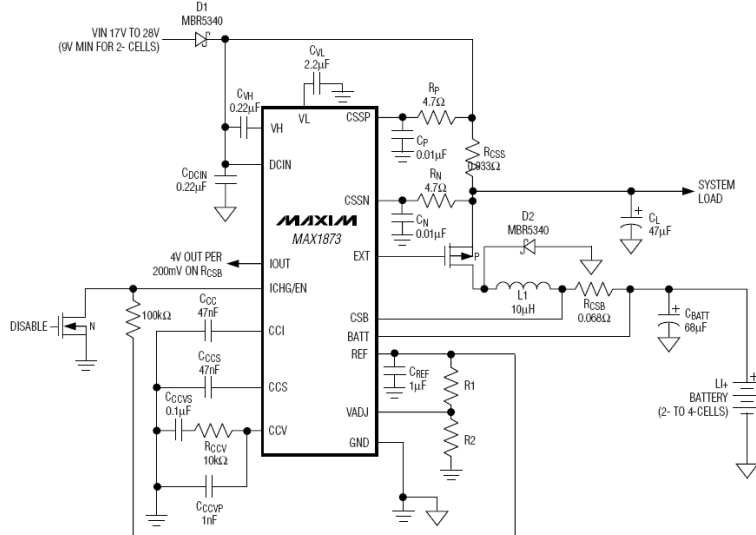 D1
MBR5340
VIN 17V TO 28V
(9V MIN FOR 2- CELLS)
CVL
2.2µF
CVH
0.22µF
VL
CSSP
RP
4.7Ω
VH
CP
0.01µF
RCSS
0.033Ω
DCIN
CDCIN
0.22µF
RN
4.7Ω
SYSTEM
LOAD
CSSN
CN
0.01µF
MAXIM
MAX1873
D2
MBR5340
CL
47µF
EXT
P
4V OUT PER
200mV ON RCSB
IOUT
ICHG/EN
L1
10µH
RCSB
0.068Ω
CCC
47nF
100kΩ
DISABLE
N
CCI
CSB
BATT
CBATT
68µF
REF
CCCS
47nF
CCS
CREF
1µF
R1
LI+
BATTERY
(2- TO 4-CELLS)
CCCVS
0.1µF
VADJ
CCV
RCCV
10kΩ
R2
GND
CCCVP
1nF